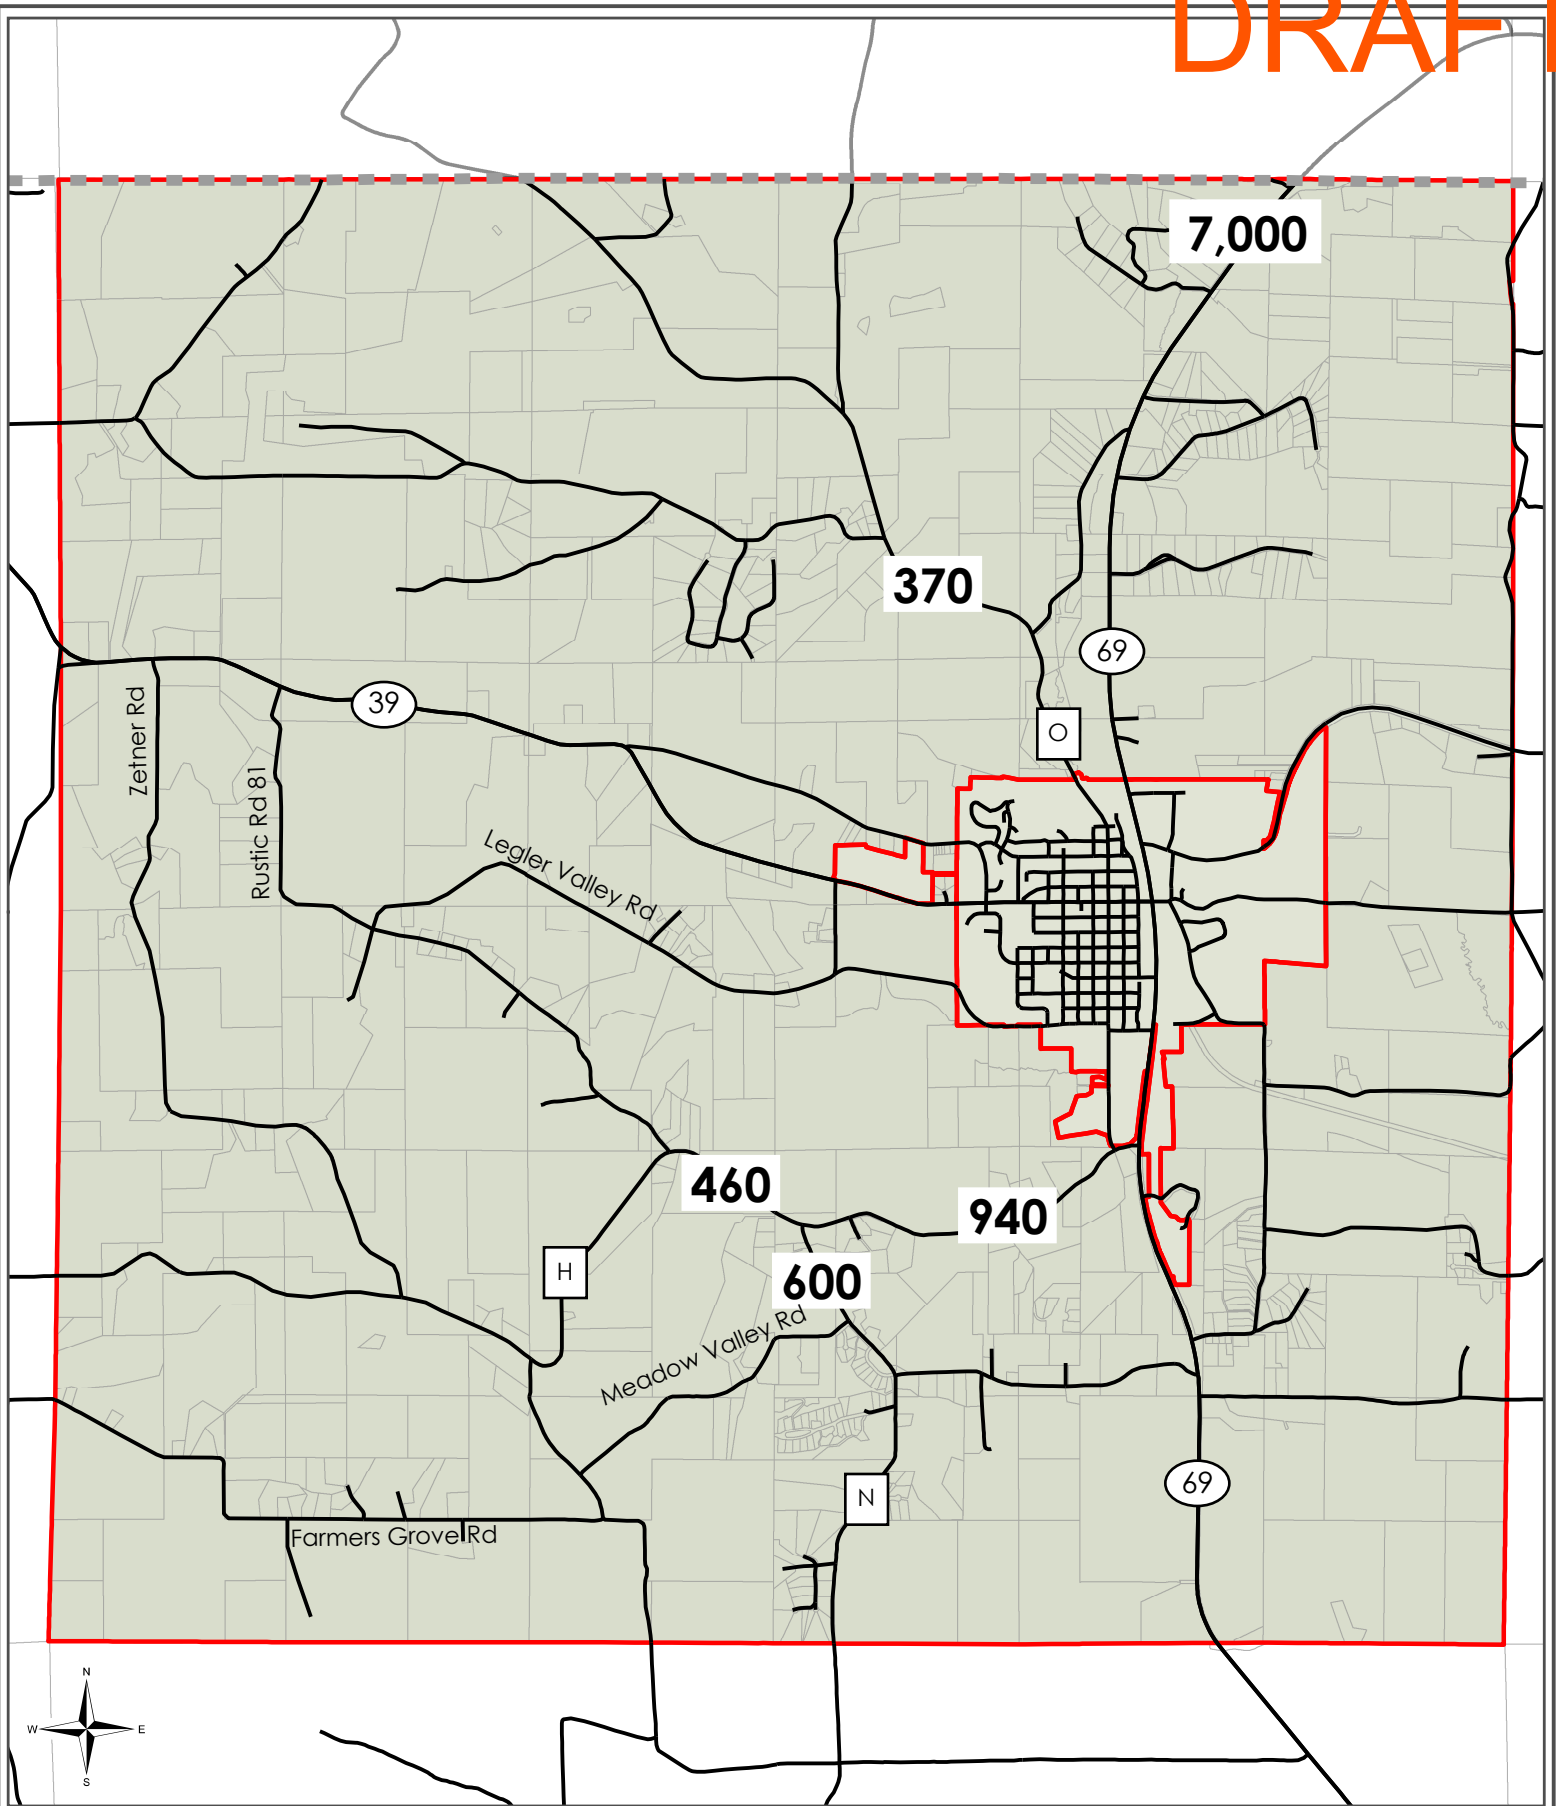 DRAFT
7,000
370
69
39
O
Zetner Rd
Rustic Rd 81
Legler Valley Rd
460
940
H
600
Meadow Valley Rd
69
N
Farmers Grove Rd
N
W
E
S